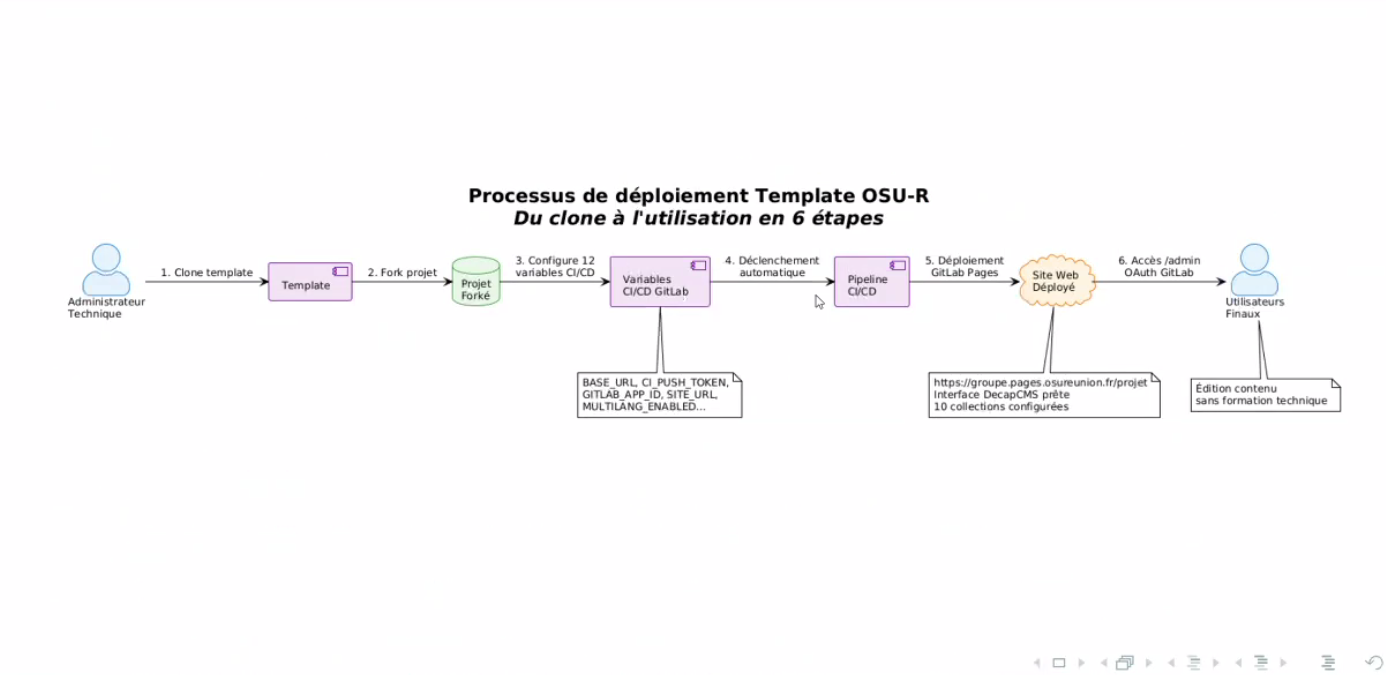 Processus de déploiement Template OSU-R
Du clone à l'utilisation en 6 étapes
Administrateur
Technique
1. Clone template
Template
2. Fork projet
Projet
Forké
3. Configure 12
variables CI/CD
Variables
CI/CD GitLab
4. Déclenchement
automatique
Pipeline
CI/CD
5. Déploiement
GitLab Pages
Site Web
Déployé
6. Accès /admin
OAuth GitLab
Utilisateurs
Finaux
BASE_URL, CI_PUSH_TOKEN,
GITLAB_APP_ID, SITE_URL,
MULTILANG_ENABLED...
https://groupe.pages.osureunion.fr/projet
Interface DecapCMS prête
10 collections configurées
Édition contenu
sans formation technique